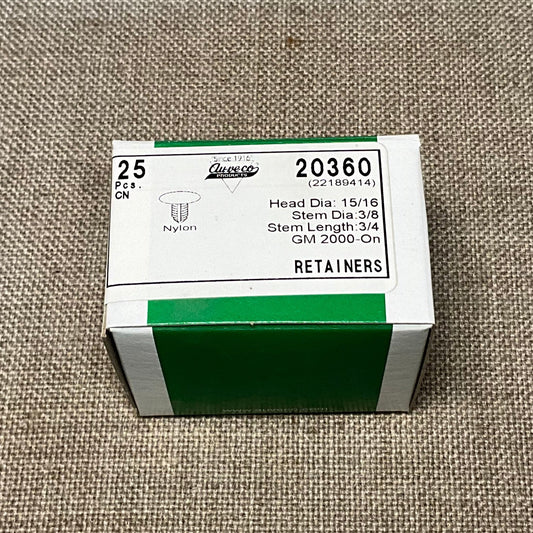 25
Pcs.
CN
Nylon
Since 1916
Auveco
PRODUCTS
20360
(22189414)
Head Dia: 15/16
Stem Dia:3/8
Stem Length:3/4
GM 2000-On
RETAINERS